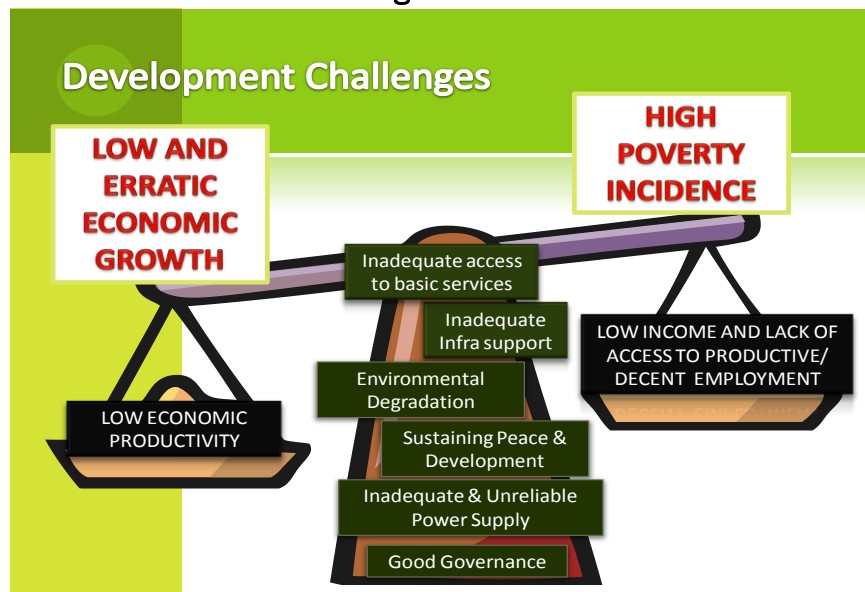 Development Challenges
LOW AND
ERRATIC
ECONOMIC
GROWTH
HIGH
POVERTY
INCIDENCE
Inadequate access
to basic services
Inadequate
Infra support
Environmental
Degradation
Sustaining Peace &
Development
Inadequate & Unreliable
Power Supply
Good Governance
LOW ECONOMIC
PRODUCTIVITY
LOW INCOME AND LACK OF
ACCESS TO PRODUCTIVE/
DECENT EMPLOYMENT